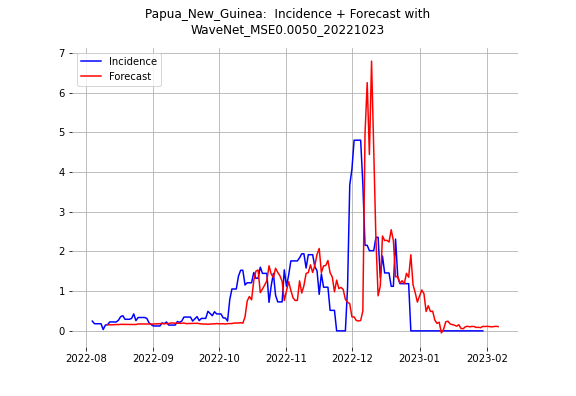 Papua_New_Guinea:  Incidence + Forecast with
WaveNet_MSE0.0050_20221023
Incidence
Forecast
7
6
5
4
3
2
1
0
2022-08 2022-09 2022-10 2022-11 2022-12 2023-01 2023-02